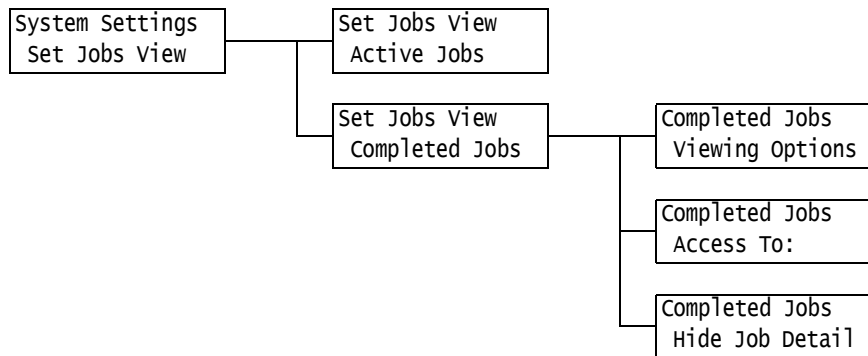 System Settings
Set Jobs View
Set Jobs View
Active Jobs
Set Jobs View
Completed Jobs
Completed Jobs
Viewing Options
Completed Jobs
Access To:
Completed Jobs
Hide Job Detail